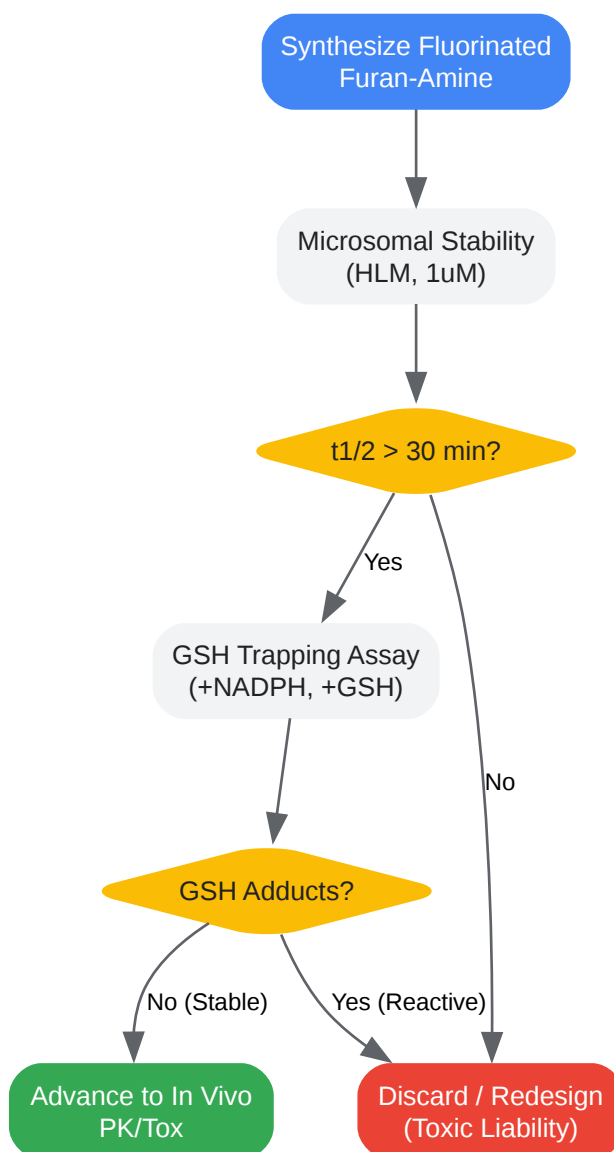 Synthesize Fluorinated
Furan-Amine
Microsomal Stability
(HLM, 1uM)
t1/2 > 30 min?
Yes
GSH Trapping Assay
(+NADPH, +GSH)
No
GSH Adducts?
No (Stable)
Yes (Reactive)
Advance to In Vivo
PK/Tox
Discard / Redesign
(Toxic Liability)